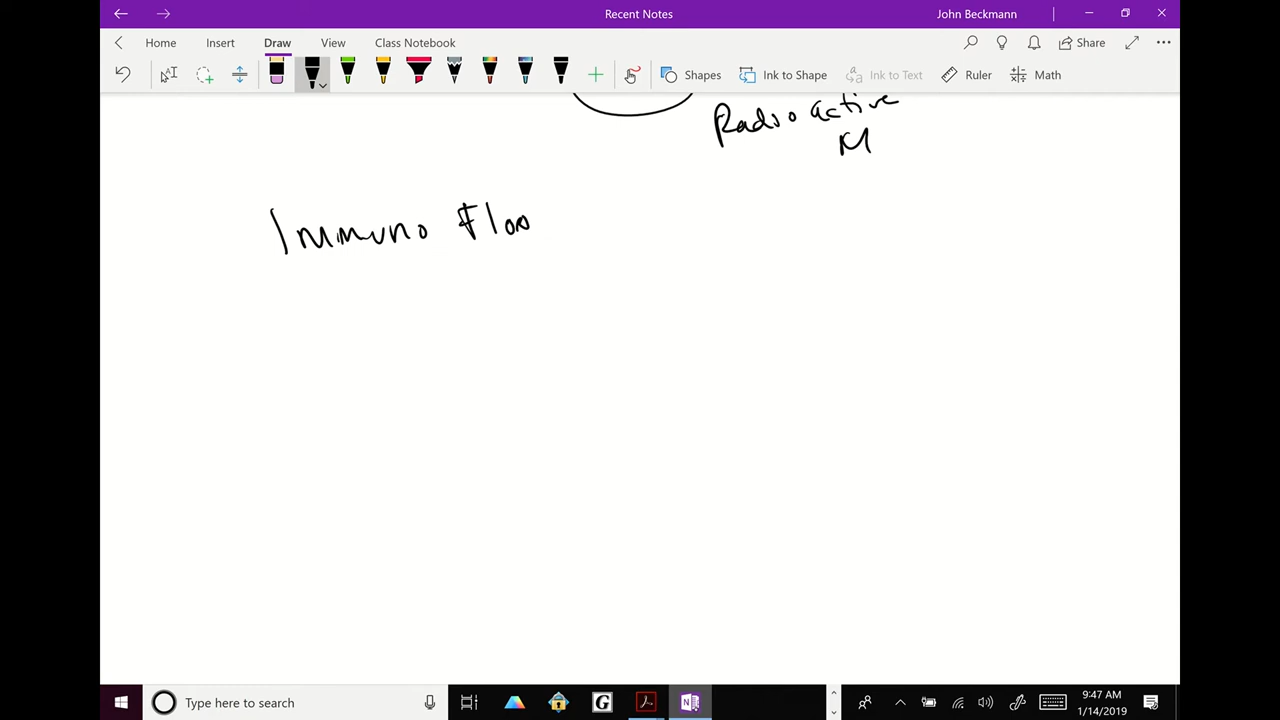 Recent Notes
John Beckmann
Home Insert Draw View Class Notebook
Share
Shapes Ink to Shape Ink to Text Ruler Math
Radioactive
M
Immuno Floo
Type here to search
9:47 AM
1/14/2019